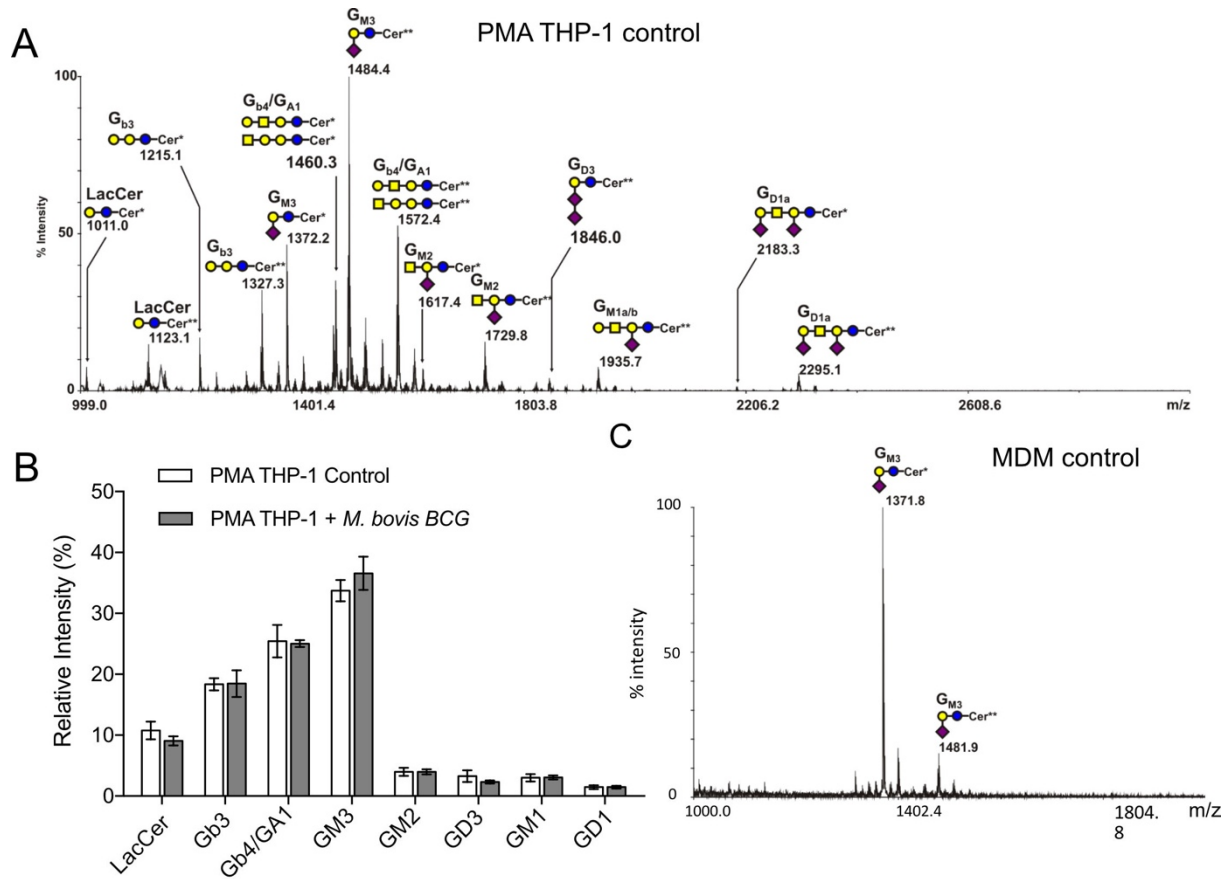 A
PMA THP-1 control
GM3
Cer**
1484.4
100
Gb4/GA1
Cer*
Cer*
1460.3
Gb3
Cer*
1215.1
LacCer
Cer*
1011.0
GM3
Cer*
1372.2
Gb4/GA1
Cer**
Cer**
1572.4
GD3
Cer**
1846.0
GD1a
Cer*
2183.3
% Intensity
50
Gb3
Cer**
1327.3
GM2
Cer*
1617.4
GM2
Cer**
1729.8
LacCer
Cer**
1123.1
GM1a/b
Cer**
1935.7
GD1a
Cer**
2295.1
0
999.0 1401.4 1803.8 2206.2 2608.6 m/z
B
PMA THP-1 Control
PMA THP-1 + M. bovis BCG
Relative Intensity (%)
50
40
30
20
10
0
LacCer Gb3 Gb4/GA1 GM3 GM2 GD3 GM1 GD1
C
MDM control
GM3
Cer*
1371.8
100
% intensity
50
GM3
Cer**
1481.9
0
1000.0 1402.4 1804. m/z
8